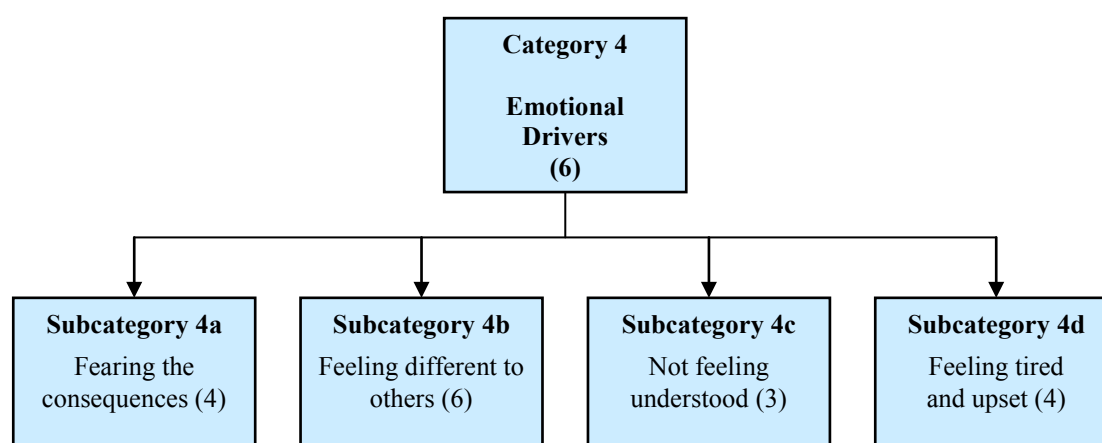 Category 4
Emotional
Drivers
(6)
Subcategory 4a
Fearing the
consequences (4)
Subcategory 4b
Feeling different to
others (6)
Subcategory 4c
Not feeling
understood (3)
Subcategory 4d
Feeling tired
and upset (4)